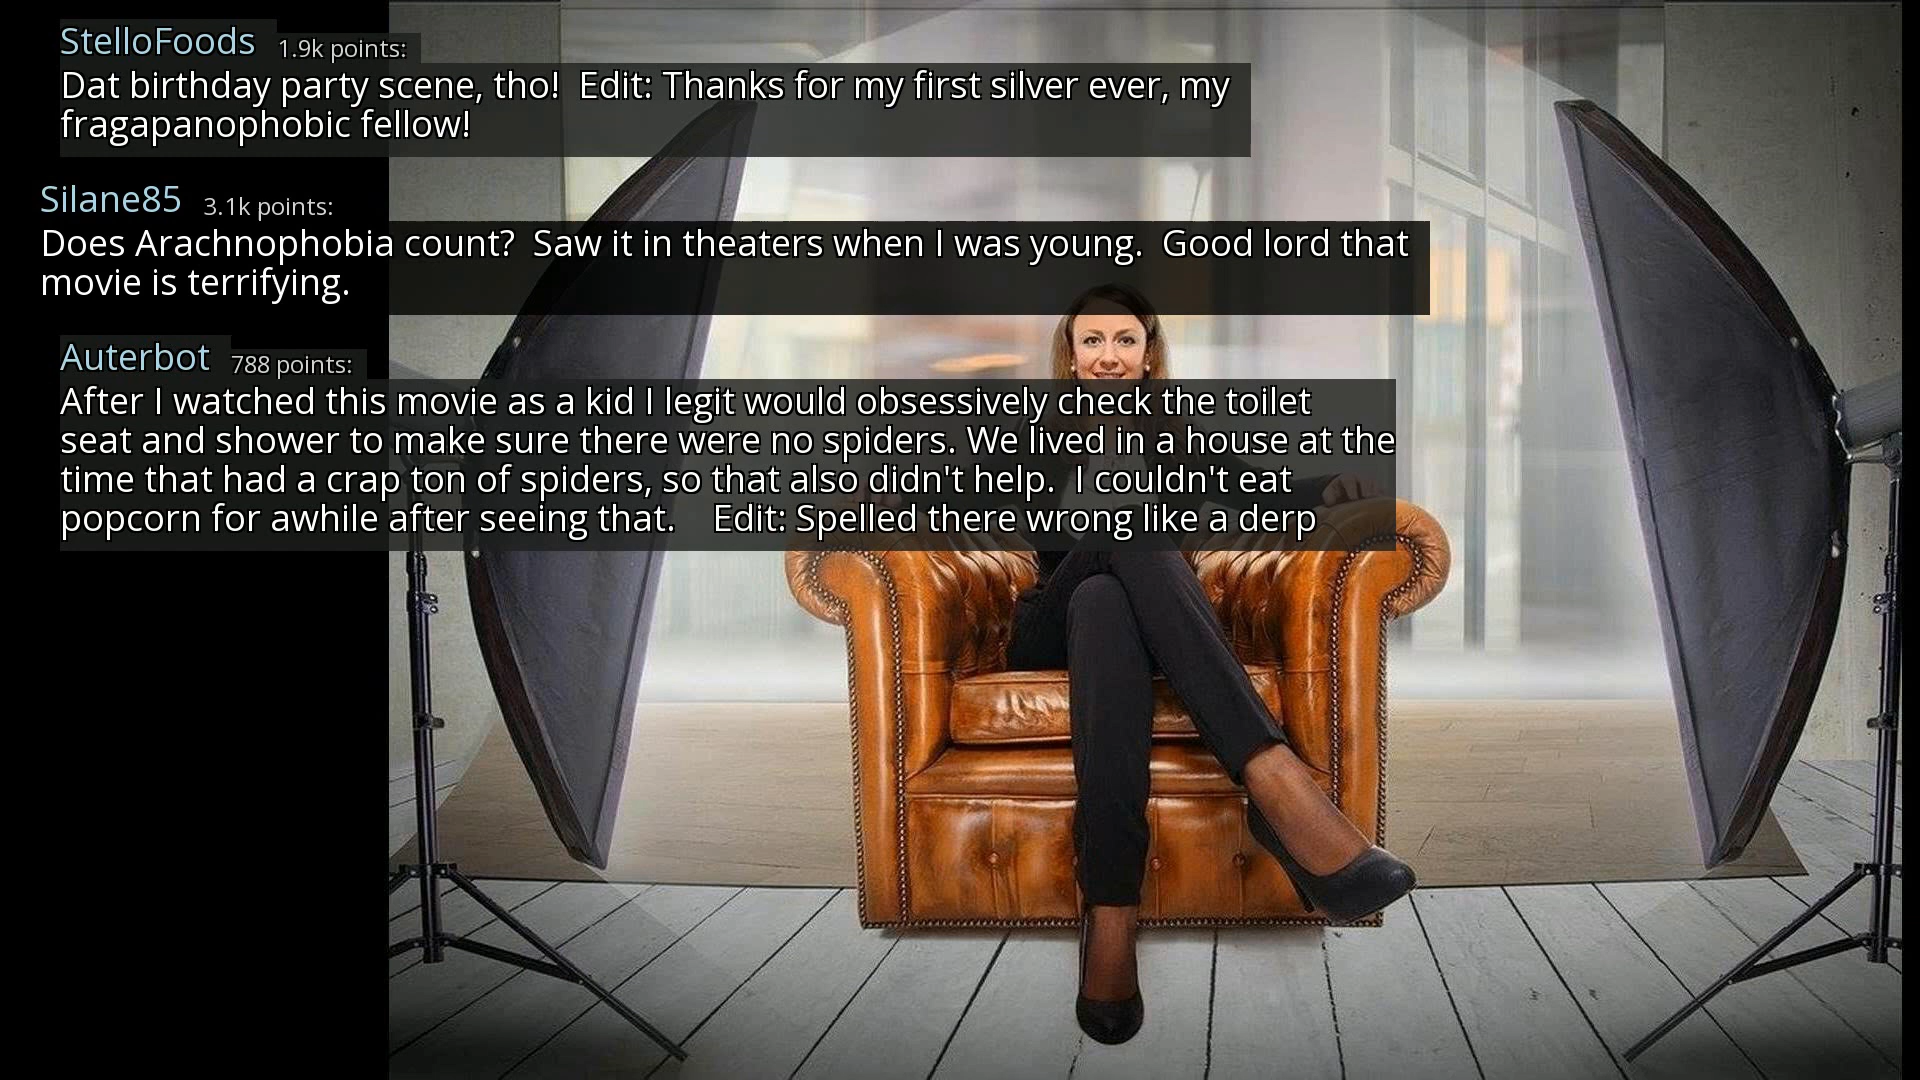 StelloFoods 1.9k points:
Dat birthday party scene, tho!  Edit: Thanks for my first silver ever, my
fragapanophobic fellow!
Silane85 3.1k points:
Does Arachnophobia count?  Saw it in theaters when I was young.  Good lord that
movie is terrifying.
Auterbot 788 points:
After I watched this movie as a kid I legit would obsessively check the toilet
seat and shower to make sure there were no spiders. We lived in a house at the
time that had a crap ton of spiders, so that also didn't help.  I couldn't eat
popcorn for awhile after seeing that.    Edit: Spelled there wrong like a derp